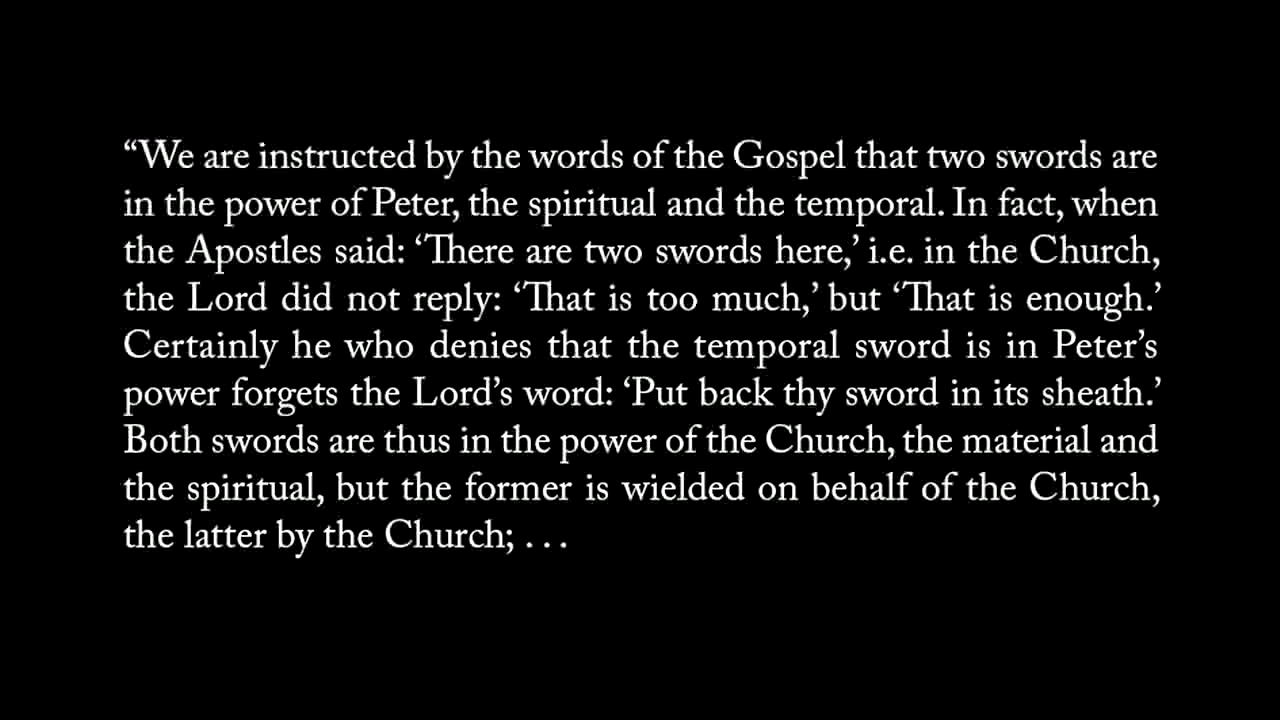 “We are instructed by the words of the Gospel that two swords are
in the power of Peter, the spiritual and the temporal. In fact, when
the Apostles said: ‘There are two swords here,’ i.e. in the Church,
the Lord did not reply: ‘That is too much,’ but ‘That is enough.’
Certainly he who denies that the temporal sword is in Peter’s
power forgets the Lord’s word: ‘Put back thy sword in its sheath.’
Both swords are thus in the power of the Church, the material and
the spiritual, but the former is wielded on behalf of the Church,
the latter by the Church; . . .